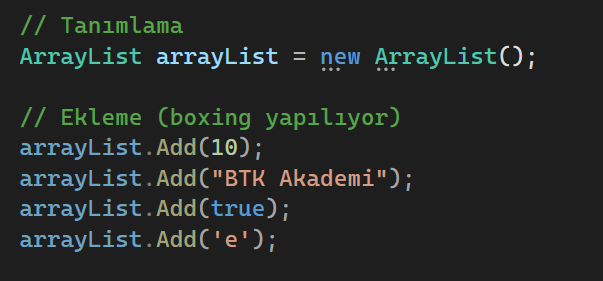 // Tanımlama
ArrayList arrayList = new ArrayList();
// Ekleme (boxing yapılıyor)
arrayList.Add(10);
arrayList.Add("BTK Akademi");
arrayList.Add(true);
arrayList.Add('e');